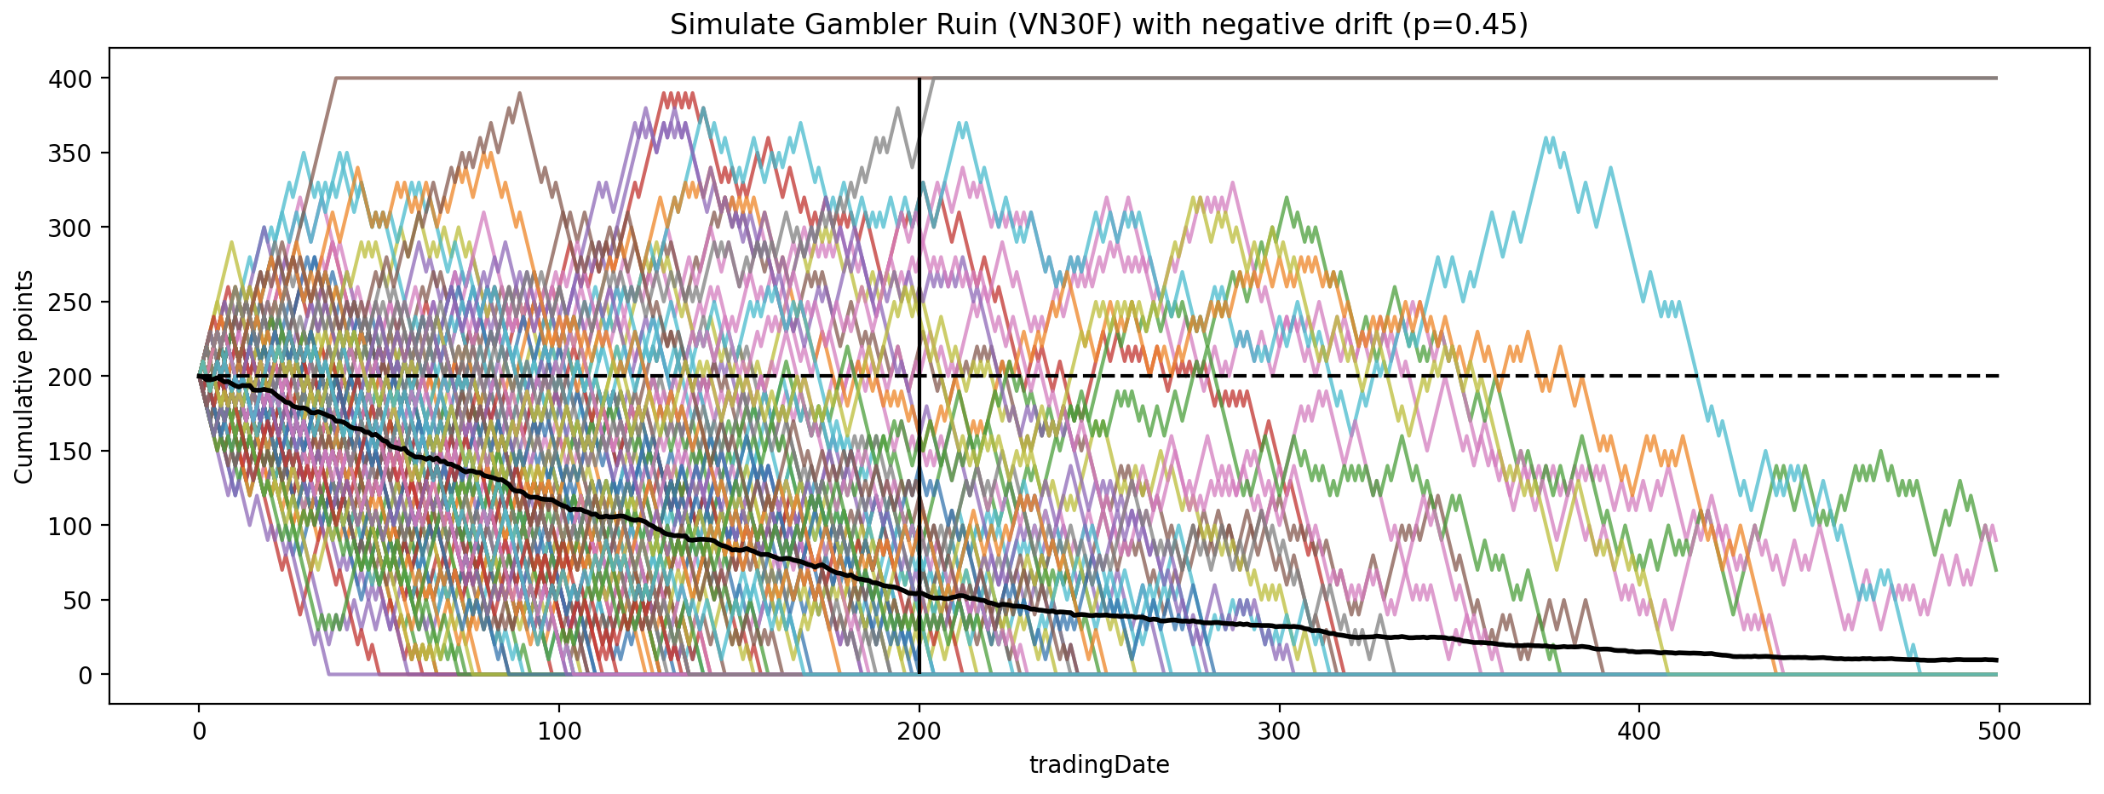 Simulate Gambler Ruin (VN30F) with negative drift (p=0.45)
Cumulative points
400
350
300
250
200
150
100
50
0
0 100 200 300 400 500
tradingDate